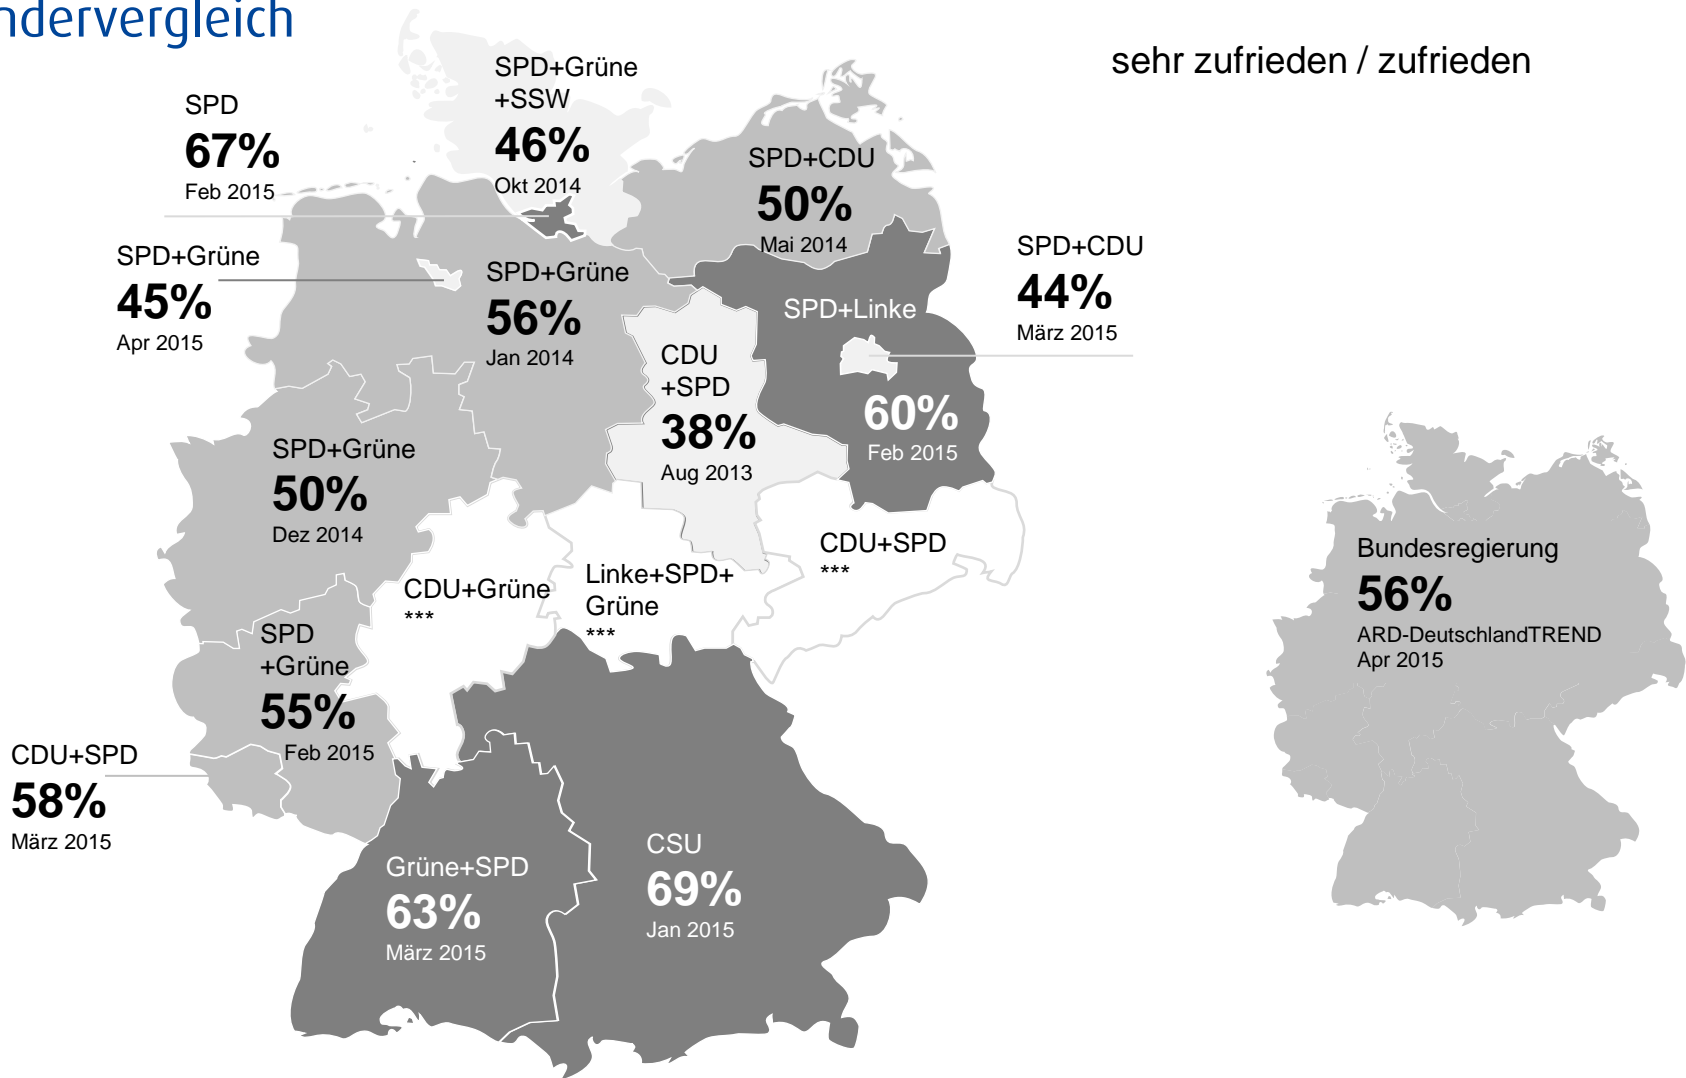 ndervergleich
sehr zufrieden / zufrieden
SPD
67%
Feb 2015
SPD+Grüne
+SSW
46%
Okt 2014
SPD+CDU
50%
Mai 2014
SPD+Grüne
45%
Apr 2015
SPD+Grüne
56%
Jan 2014
SPD+CDU
44%
März 2015
SPD+Linke
60%
Feb 2015
CDU
+SPD
38%
Aug 2013
SPD+Grüne
50%
Dez 2014
CDU+Grüne
***
Linke+SPD+
Grüne
***
CDU+SPD
***
SPD
+Grüne
55%
Feb 2015
CDU+SPD
58%
März 2015
Grüne+SPD
63%
März 2015
CSU
69%
Jan 2015
Bundesregierung
56%
ARD-DeutschlandTREND
Apr 2015